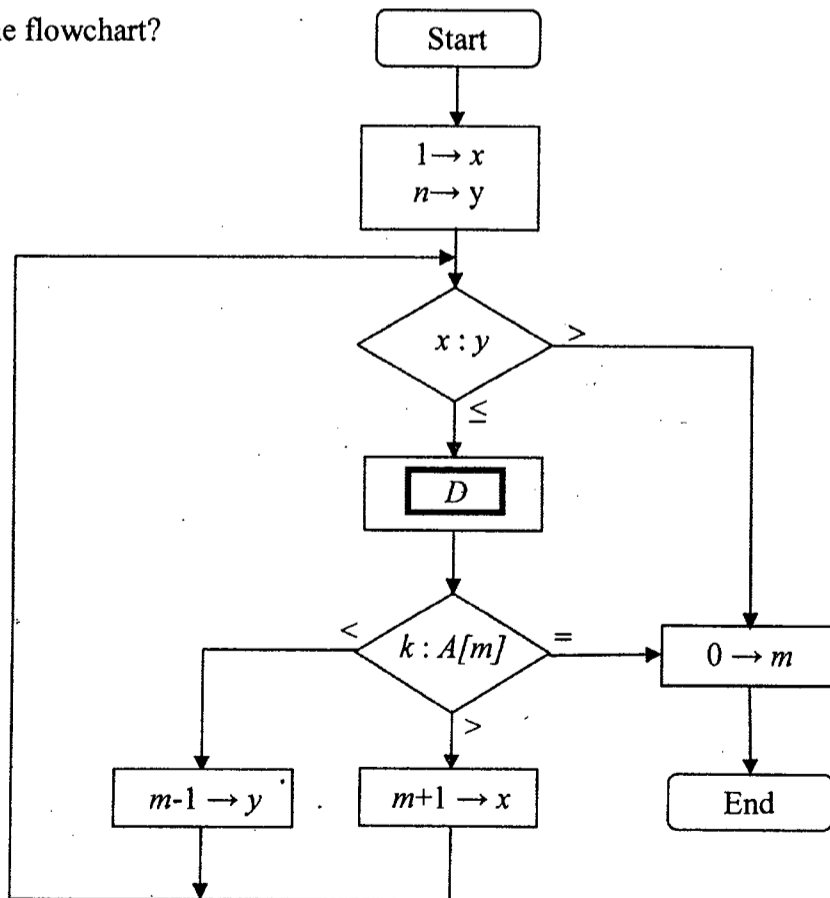 e flowchart?
Start
1→ x
n→ y
x : y
>
≤
D
k : A[m]
<
=
>
0 → m
m-1 → y
m+1 → x
End